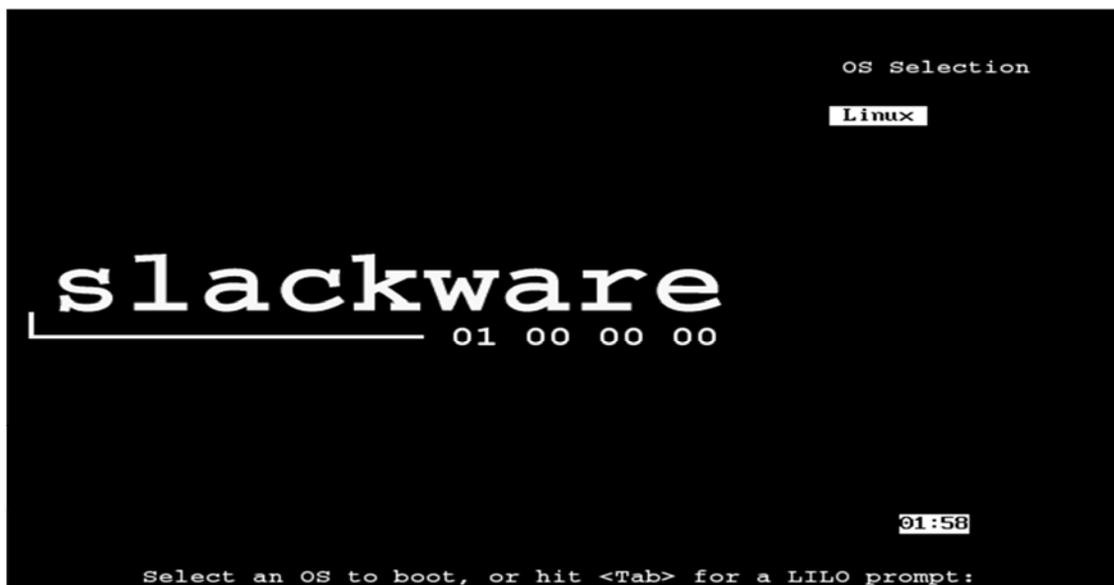 OS Selection
Linux
slackware
01 00 00 00
01:58
Select an OS to boot, or hit <Tab> for a LILO prompt: